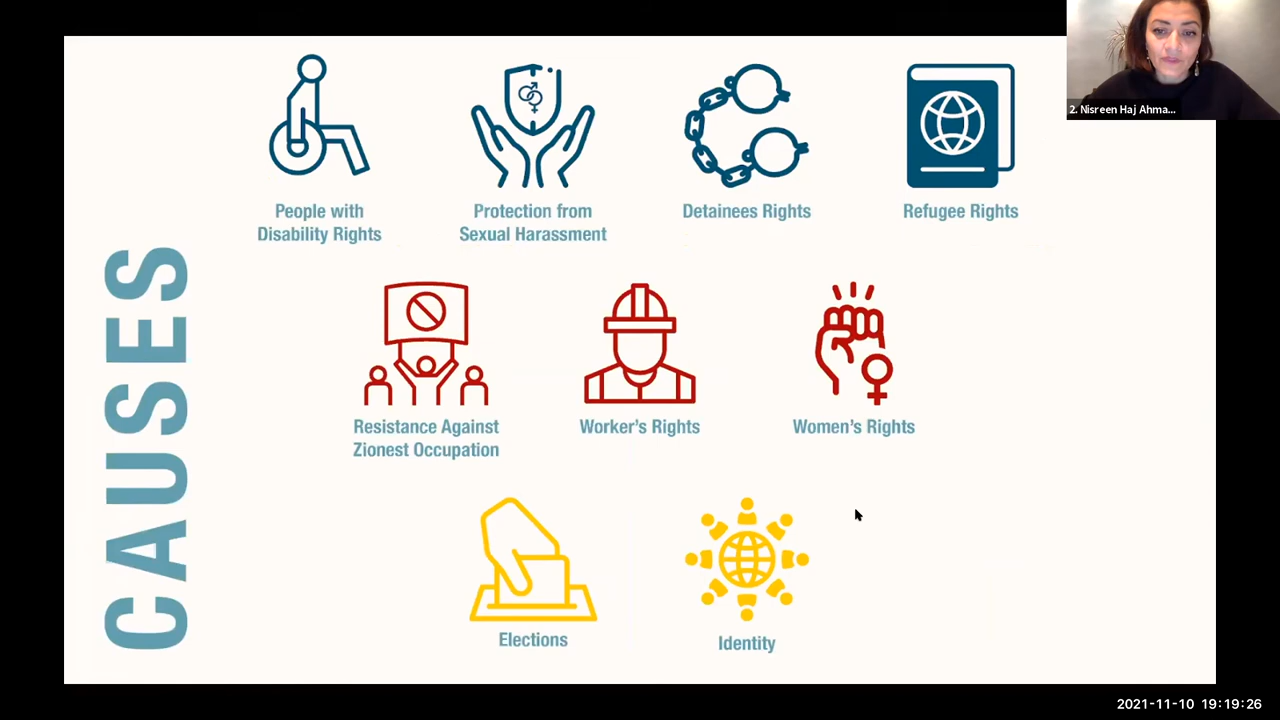 2. Nisreen Haj Ahma...
CAUSES
People with
Disability Rights
Protection from
Sexual Harassment
Detainees Rights
Refugee Rights
Resistance Against
Zionest Occupation
Worker's Rights
Women's Rights
Elections
Identity
2021-11-10 19:19:26